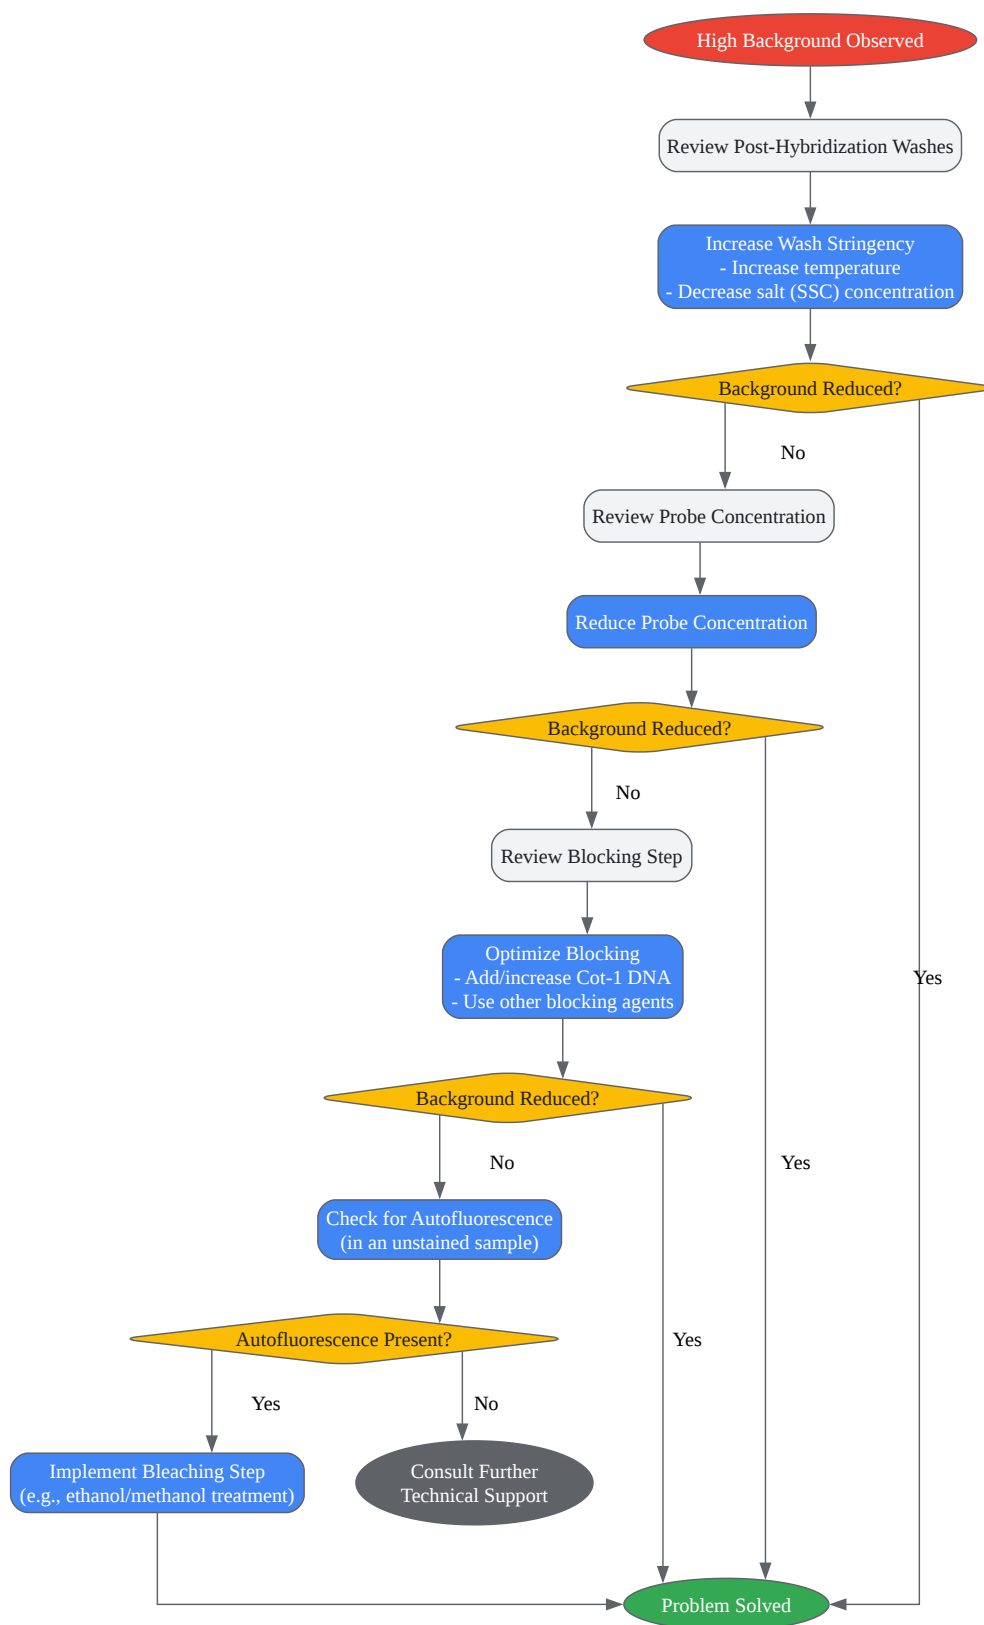 High Background Observed
Review Post-Hybridization Washes
Increase Wash Stringency
- Increase temperature
- Decrease salt (SSC) concentration
Background Reduced?
No
Review Probe Concentration
Reduce Probe Concentration
Background Reduced?
No
Review Blocking Step
Optimize Blocking
- Add/increase Cot-1 DNA
- Use other blocking agents
Yes
Background Reduced?
No
Yes
Check for Autofluorescence
(in an unstained sample)
Autofluorescence Present?
Yes
Yes
No
Implement Bleaching Step
(e.g., ethanol/methanol treatment)
Consult Further
Technical Support
Problem Solved